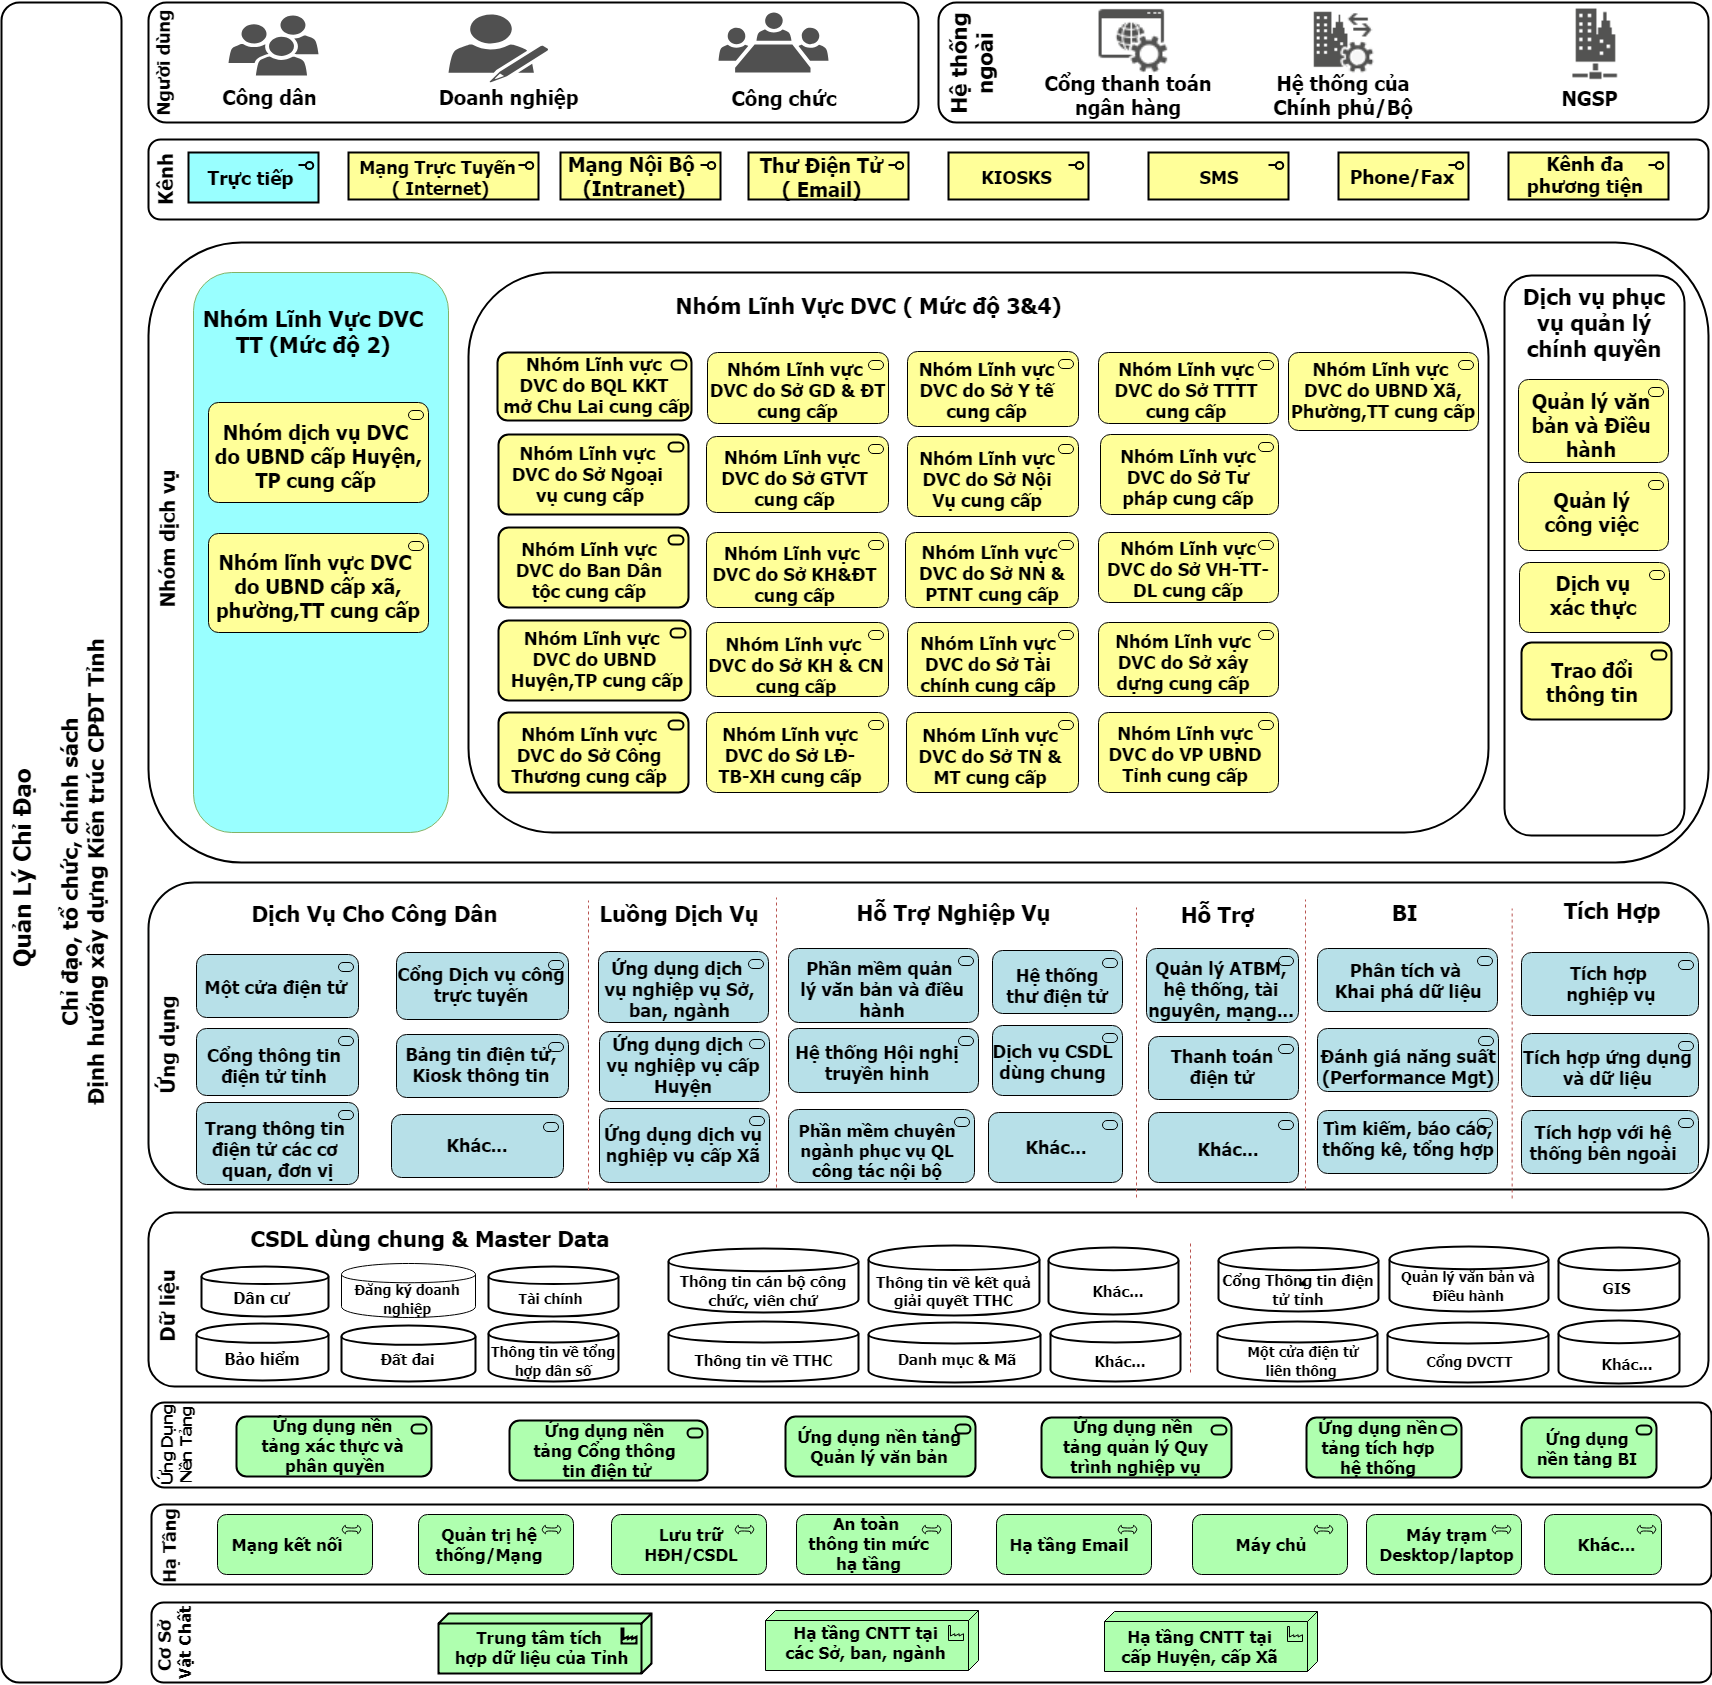 Quản Lý Chỉ Đạo
Chỉ đạo, tổ chức, chính sách
Định hướng xây dựng Kiến trúc CPĐT Tỉnh
Người dùng
Công dân
Doanh nghiệp
Công chức
Hệ thống
ngoài
Cổng thanh toán
ngân hàng
Hệ thống của
Chính phủ/Bộ
NGSP
Kênh
Trực tiếp
Mạng Trực Tuyến
( Internet)
Mạng Nội Bộ
(Intranet)
Thư Điện Tử
( Email)
KIOSKS
SMS
Phone/Fax
Kênh đa
phương tiện
Nhóm dịch vụ
Nhóm Lĩnh Vực DVC
TT (Mức độ 2)
Nhóm dịch vụ DVC
do UBND cấp Huyện,
TP cung cấp
Nhóm lĩnh vực DVC
do UBND cấp xã,
phường,TT cung cấp
Nhóm Lĩnh Vực DVC ( Mức độ 3&4)
Nhóm Lĩnh vực
DVC do BQL KKT
mở Chu Lai cung cấp
Nhóm Lĩnh vực
DVC do Sở GD & ĐT
cung cấp
Nhóm Lĩnh vực
DVC do Sở Y tế
cung cấp
Nhóm Lĩnh vực
DVC do Sở TTTT
cung cấp
Nhóm Lĩnh vực
DVC do UBND Xã,
Phường,TT cung cấp
Nhóm Lĩnh vực
DVC do Sở Ngoại
vụ cung cấp
Nhóm Lĩnh vực
DVC do Sở GTVT
cung cấp
Nhóm Lĩnh vực
DVC do Sở Nội
Vụ cung cấp
Nhóm Lĩnh vực
DVC do Sở Tư
pháp cung cấp
Nhóm Lĩnh vực
DVC do Ban Dân
tộc cung cấp
Nhóm Lĩnh vực
DVC do Sở KH&ĐT
cung cấp
Nhóm Lĩnh vực
DVC do Sở NN &
PTNT cung cấp
Nhóm Lĩnh vực
DVC do Sở VH-TT-
DL cung cấp
Nhóm Lĩnh vực
DVC do UBND
Huyện,TP cung cấp
Nhóm Lĩnh vực
DVC do Sở KH & CN
cung cấp
Nhóm Lĩnh vực
DVC do Sở Tài
chính cung cấp
Nhóm Lĩnh vực
DVC do Sở xây
dựng cung cấp
Nhóm Lĩnh vực
DVC do Sở Công
Thương cung cấp
Nhóm Lĩnh vực
DVC do Sở LĐ-
TB-XH cung cấp
Nhóm Lĩnh vực
DVC do Sở TN &
MT cung cấp
Nhóm Lĩnh vực
DVC do VP UBND
Tỉnh cung cấp
Dịch vụ phục
vụ quản lý
chính quyền
Quản lý văn
bản và Điều
hành
Quản lý
công việc
Dịch vụ
xác thực
Trao đổi
thông tin
Ứng dụng
Dịch Vụ Cho Công Dân
Một cửa điện tử
Cổng Dịch vụ công
trực tuyến
Cổng thông tin
điện tử tỉnh
Bảng tin điện tử,
Kiosk thông tin
Trang thông tin
điện tử các cơ
quan, đơn vị
Khác...
Luồng Dịch Vụ
Ứng dụng dịch
vụ nghiệp vụ Sở,
ban, ngành
Ứng dụng dịch
vụ nghiệp vụ cấp
Huyện
Ứng dụng dịch vụ
nghiệp vụ cấp Xã
Hỗ Trợ Nghiệp Vụ
Phần mềm quản
lý văn bản và điều
hành
Hệ thống
thư điện tử
Hệ thống Hội nghị
truyền hình
Dịch vụ CSDL
dùng chung
Phần mềm chuyên
ngành phục vụ QL
công tác nội bộ
Khác...
Hỗ Trợ
Quản lý ATBM,
hệ thống, tài
nguyên, mạng...
Thanh toán
điện tử
Khác...
BI
Phân tích và
Khai phá dữ liệu
Đánh giá năng suất
(Performance Mgt)
Tìm kiếm, báo cáo,
thống kê, tổng hợp
Tích Hợp
Tích hợp
nghiệp vụ
Tích hợp ứng dụng
và dữ liệu
Tích hợp với hệ
thống bên ngoài
Dữ liệu
CSDL dùng chung & Master Data
Dân cư
Đăng ký doanh
nghiệp
Tài chính
Thông tin cán bộ công
chức, viên chứ
Thông tin về kết quả
giải quyết TTHC
Khác...
Cổng Thông tin điện
tử tỉnh
Quản lý văn bản và
Điều hành
GIS
Bảo hiểm
Đất đai
Thông tin về tổng
hợp dân số
Thông tin về TTHC
Danh mục & Mã
Khác...
Một cửa điện tử
liên thông
Cổng DVCTT
Khác...
Ứng Dụng
Nền Tảng
Ứng dụng nền
tảng xác thực và
phân quyền
Ứng dụng nền
tảng Cổng thông
tin điện tử
Ứng dụng nền tảng
Quản lý văn bản
Ứng dụng nền
tảng quản lý Quy
trình nghiệp vụ
Ứng dụng nền
tảng tích hợp
hệ thống
Ứng dụng
nền tảng BI
Hạ Tầng
Mạng kết nối
Quản trị hệ
thống/Mạng
Lưu trữ
HĐH/CSDL
An toàn
thông tin mức
hạ tầng
Hạ tầng Email
Máy chủ
Máy trạm
Desktop/laptop
Khác...
Cơ Sở
Vật Chất
Trung tâm tích
hợp dữ liệu của Tỉnh
Hạ tầng CNTT tại
các Sở, ban, ngành
Hạ tầng CNTT tại
cấp Huyện, cấp Xã